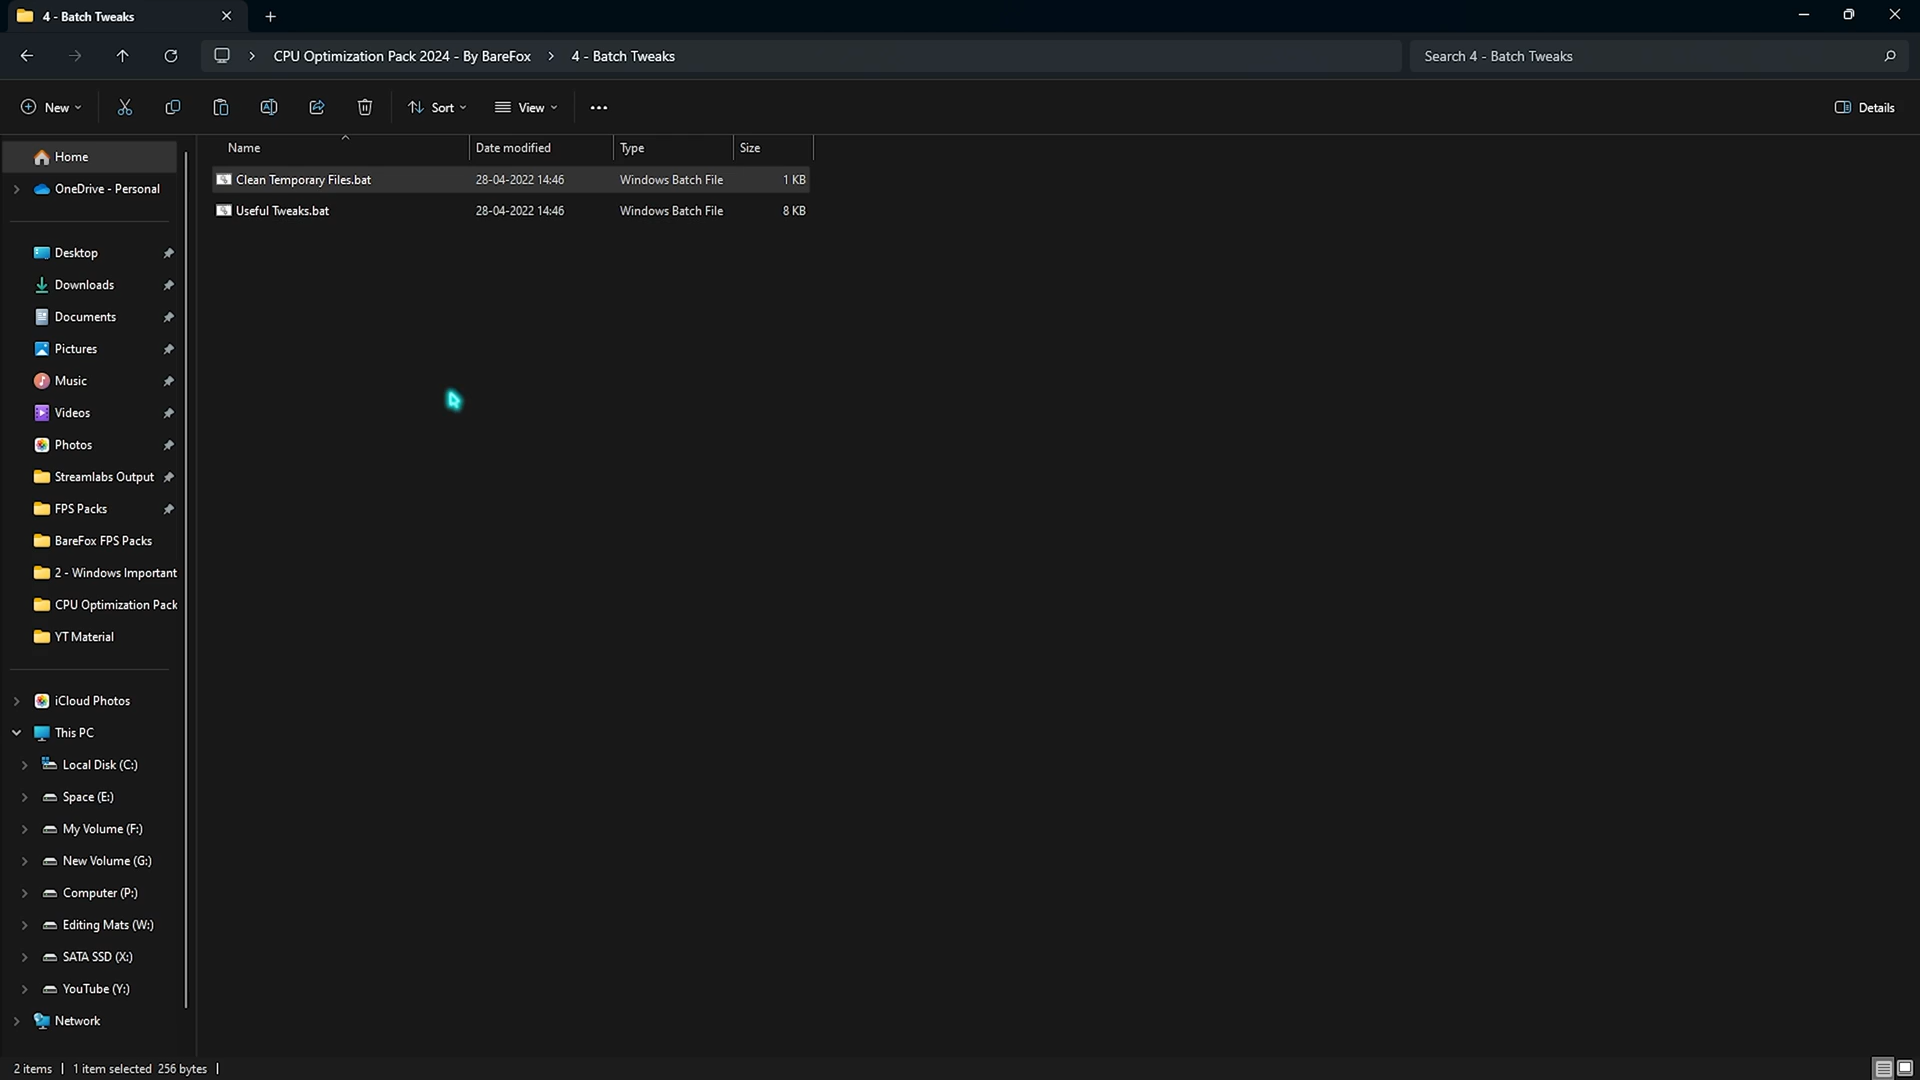 4 - Batch Tweaks
CPU Optimization Pack 2024 - By BareFox > 4 - Batch Tweaks
Search 4 - Batch Tweaks
New
Sort
View
Details
Name Date modified Type Size
Clean Temporary Files.bat 28-04-2022 14:46 Windows Batch File 1 KB
Useful Tweaks.bat 28-04-2022 14:46 Windows Batch File 8 KB
Home
OneDrive - Personal
Desktop
Downloads
Documents
Pictures
Music
Videos
Photos
Streamlabs Output
FPS Packs
BareFox FPS Packs
2 - Windows Important
CPU Optimization Pack
YT Material
iCloud Photos
This PC
Local Disk (C:)
Space (E:)
My Volume (F:)
New Volume (G:)
Computer (P:)
Editing Mats (W:)
SATA SSD (X:)
YouTube (Y:)
Network
2 items | 1 item selected 256 bytes |